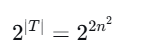 2^{|T|} = 2^{2n^2}